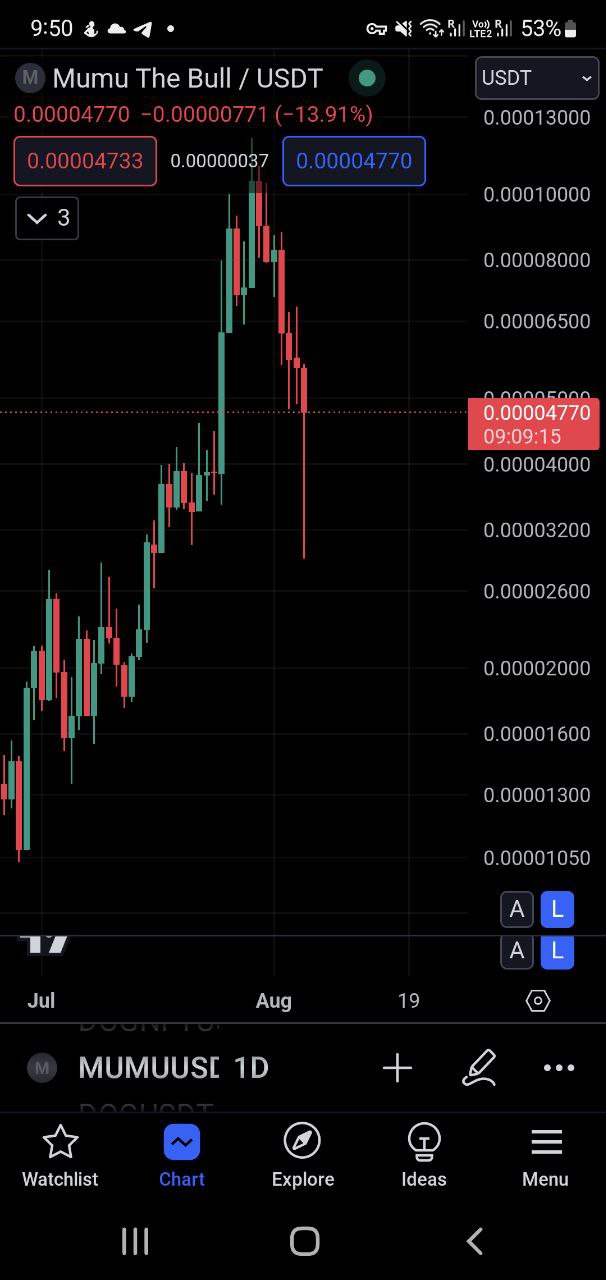 9:50 R Vo)) LTE2 R 53%
M Mumu The Bull / USDT USDT
0.00004770 −0.00000771 (−13.91%)
0.00013000
0.00004733 0.00000037 0.00004770
0.00010000
3
0.00008000
0.00006500
0.00004770
09:09:15
0.00004000
0.00003200
0.00002600
0.00002000
0.00001600
0.00001300
0.00001050
A L
A L
Jul Aug 19
M MUMUUSD 1D
Watchlist Chart Explore Ideas Menu